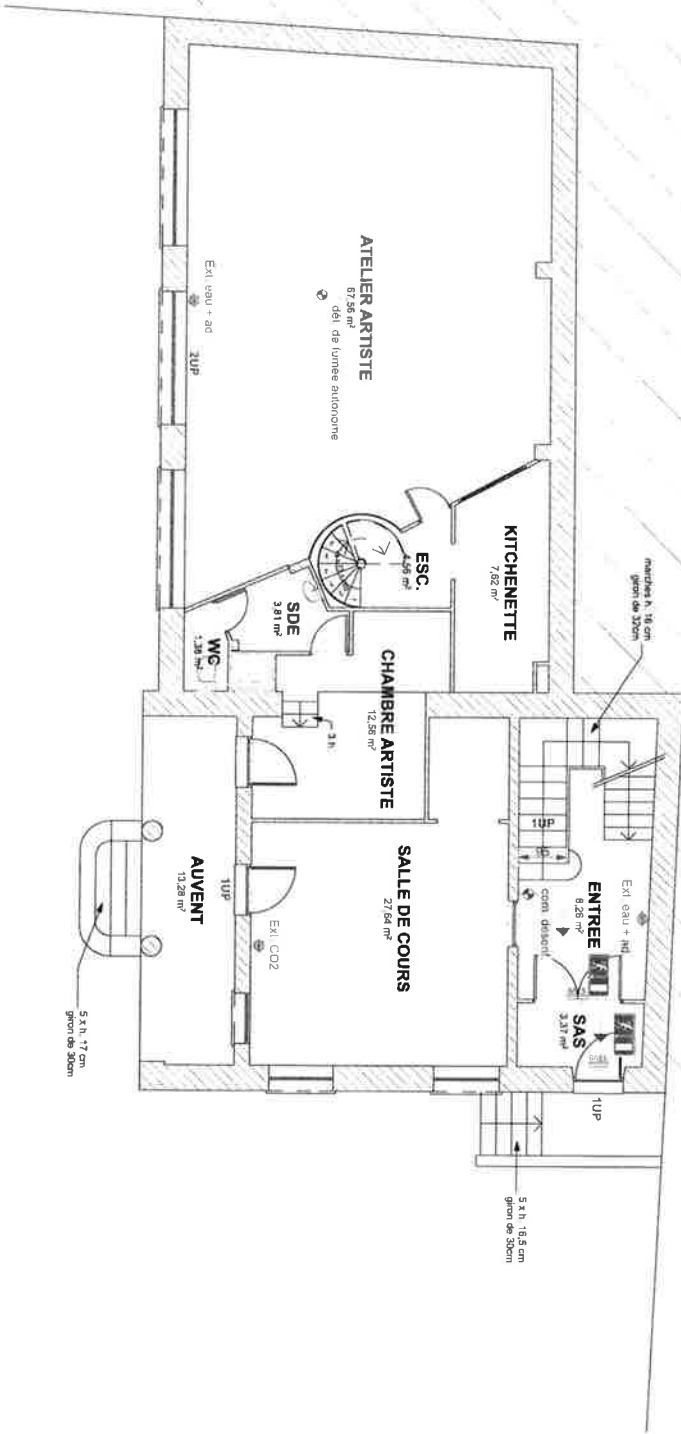 ATELIER ARTISTE
67,56 m²
dét. de fumée autonome
Ext. eau + ad
2UP
KITCHENETTE
7,62 m²
ESC.
4,56 m²
SDE
3,81 m²
WC
1,38 m²
CHAMBRE ARTISTE
12,56 m²
3 h.
marches h. 16 cm
giron de 32cm
1UP
ENTREE
8,26 m²
Ext. eau + ad
com. desenf.
SAS
3,37 m²
1UP
SALLE DE COURS
27,64 m²
Ext. CO2
1UP
AUVENT
13,28 m²
5 x h. 17 cm
giron de 30cm
5 x h. 16,5 cm
giron de 30cm